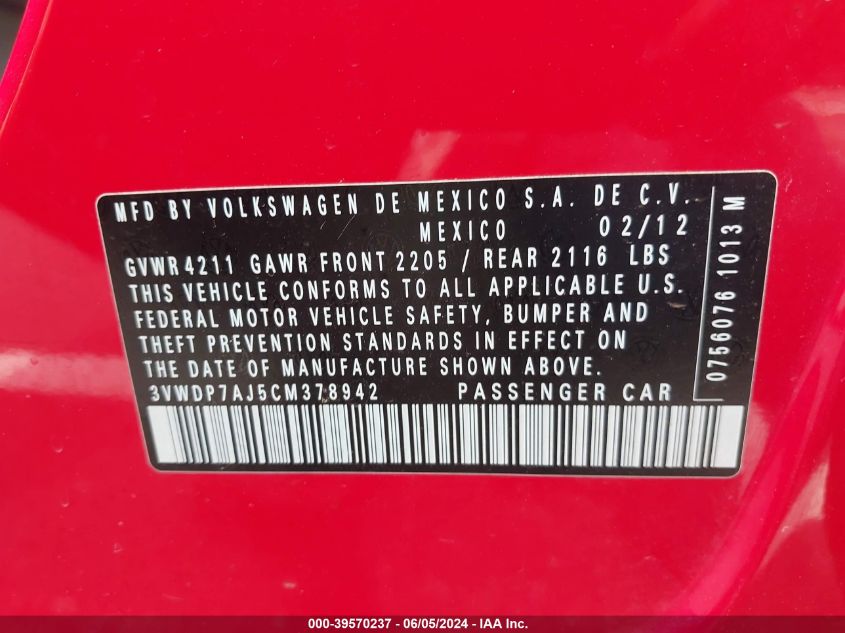 MFD BY VOLKSWAGEN DE MEXICO S.A. DE C.V.
MEXICO 02/12
GVWR 4211 GAWR FRONT 2205 / REAR 2116 LBS
THIS VEHICLE CONFORMS TO ALL APPLICABLE U.S.
FEDERAL MOTOR VEHICLE SAFETY, BUMPER AND
THEFT PREVENTION STANDARDS IN EFFECT ON
THE DATE OF MANUFACTURE SHOWN ABOVE.
3VWDP7AJ5CM378942 PASSENGER CAR
0756076 1013 M
000-39570237 - 06/05/2024 - IAA Inc.